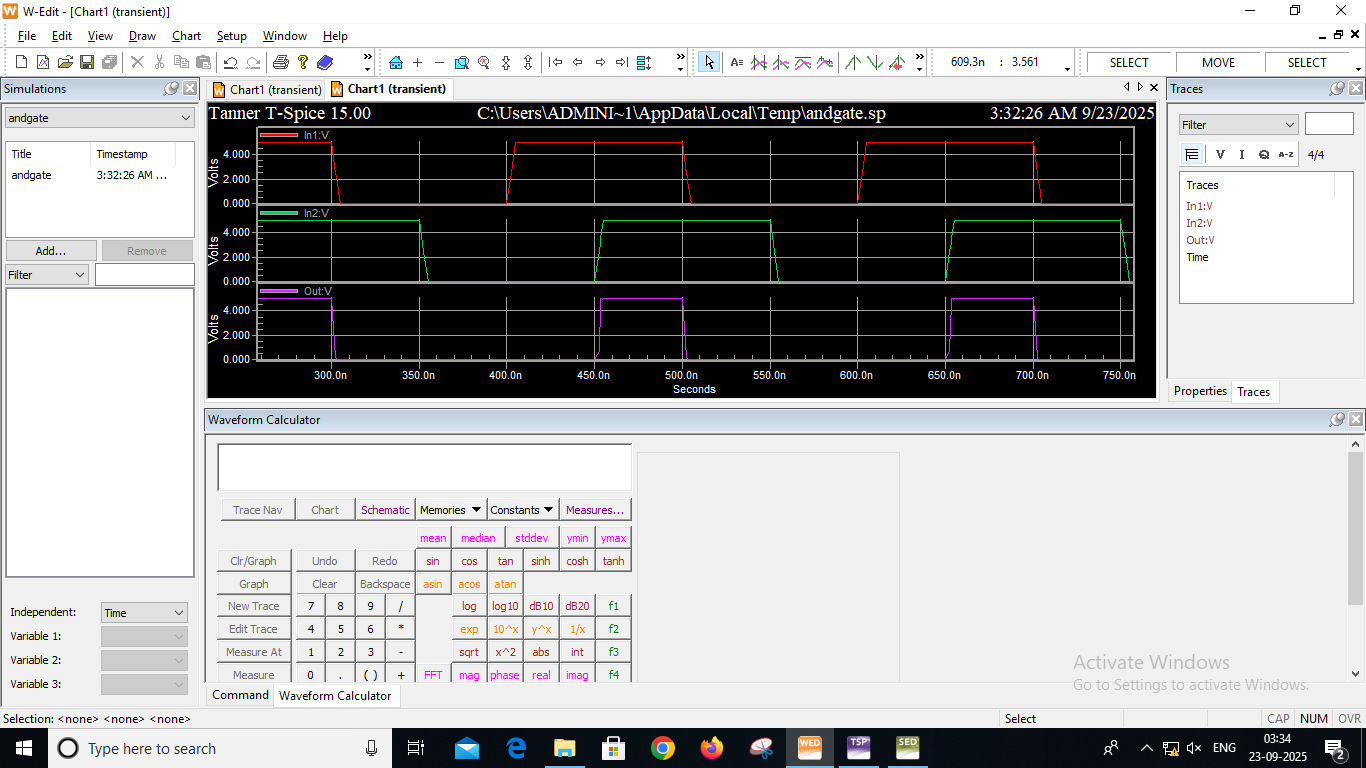 W-Edit - [Chart1 (transient)]
File Edit View Draw Chart Setup Window Help
609.3n : 3.561 SELECT MOVE SELECT
Simulations
Chart1 (transient) Chart1 (transient)
Traces
andgate
Tanner T-Spice 15.00 C:\Users\ADMINI~1\AppData\Local\Temp\andgate.sp 3:32:26 AM 9/23/2025
Filter
Title Timestamp
andgate 3:32:26 AM ...
V I Q A-Z 4/4
Traces
In1:V
In2:V
Out:V
Time
In1:V
4.000
2.000
0.000
Volts
In2:V
4.000
2.000
0.000
Volts
Out:V
4.000
2.000
0.000
Volts
300.0n 350.0n 400.0n 450.0n 500.0n 550.0n 600.0n 650.0n 700.0n 750.0n
Seconds
Add... Remove
Filter
Properties Traces
Waveform Calculator
Trace Nav Chart Schematic Memories Constants Measures...
mean median stddev ymin ymax
Clr/Graph Undo Redo sin cos tan sinh cosh tanh
Graph Clear Backspace asin acos atan
New Trace 7 8 9 / log log10 dB10 dB20 f1
Edit Trace 4 5 6 * exp 10^x y^x 1/x f2
Measure At 1 2 3 - sqrt x^2 abs int f3
Measure 0 . ( ) + FFT mag phase real imag f4
Independent: Time
Variable 1:
Variable 2:
Variable 3:
Activate Windows
Go to Settings to activate Windows.
Command Waveform Calculator
Selection: <none> <none> <none> Select CAP NUM OVR
Type here to search
WED TSP SED
ENG
03:34
23-09-2025
2